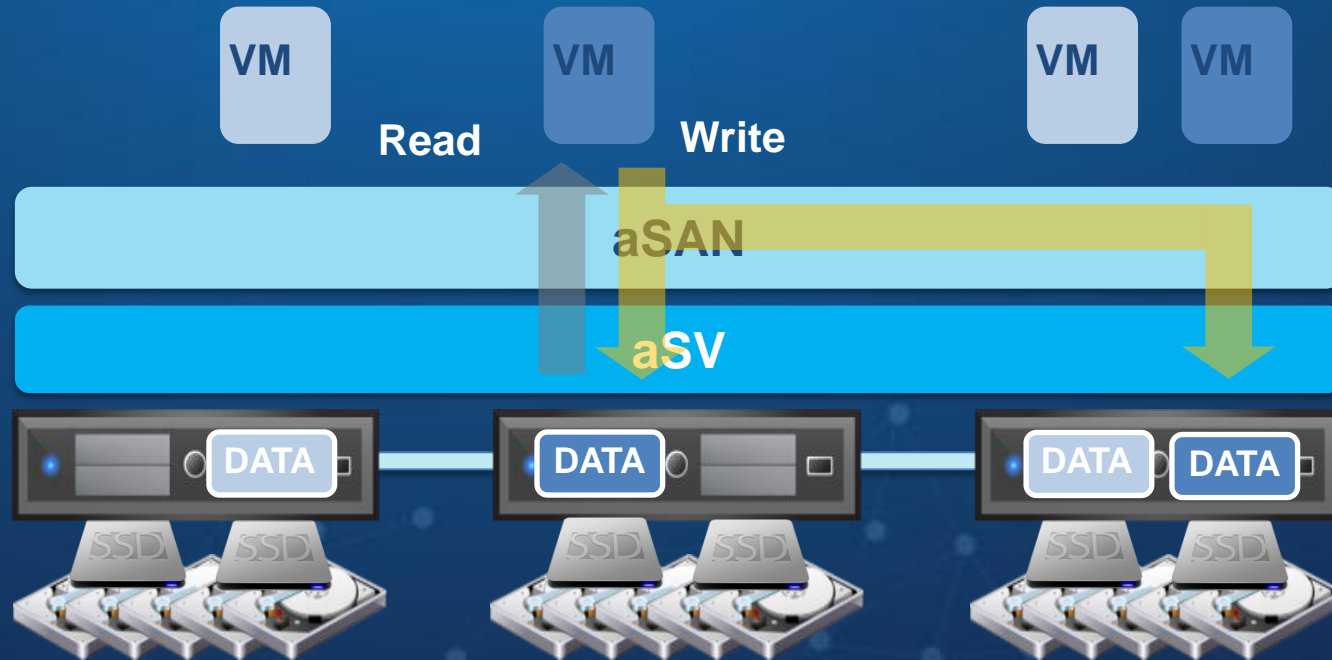 VM
VM
VM
VM
Read
Write
aSAN
aSV
DATA
DATA
DATA
DATA
SSD
SSD
SSD
SSD
SSD
SSD